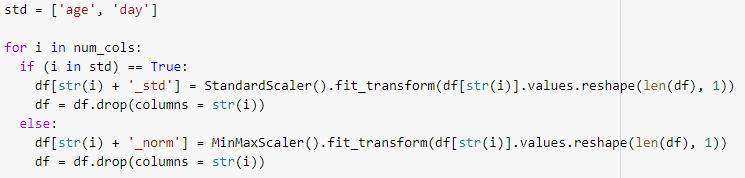 std = ['age', 'day']

for i in num_cols:
  if (i in std) == True:
    df[str(i) + '_std'] = StandardScaler().fit_transform(df[str(i)].values.reshape(len(df), 1))
    df = df.drop(columns = str(i))
  else:
    df[str(i) + '_norm'] = MinMaxScaler().fit_transform(df[str(i)].values.reshape(len(df), 1))
    df = df.drop(columns = str(i))